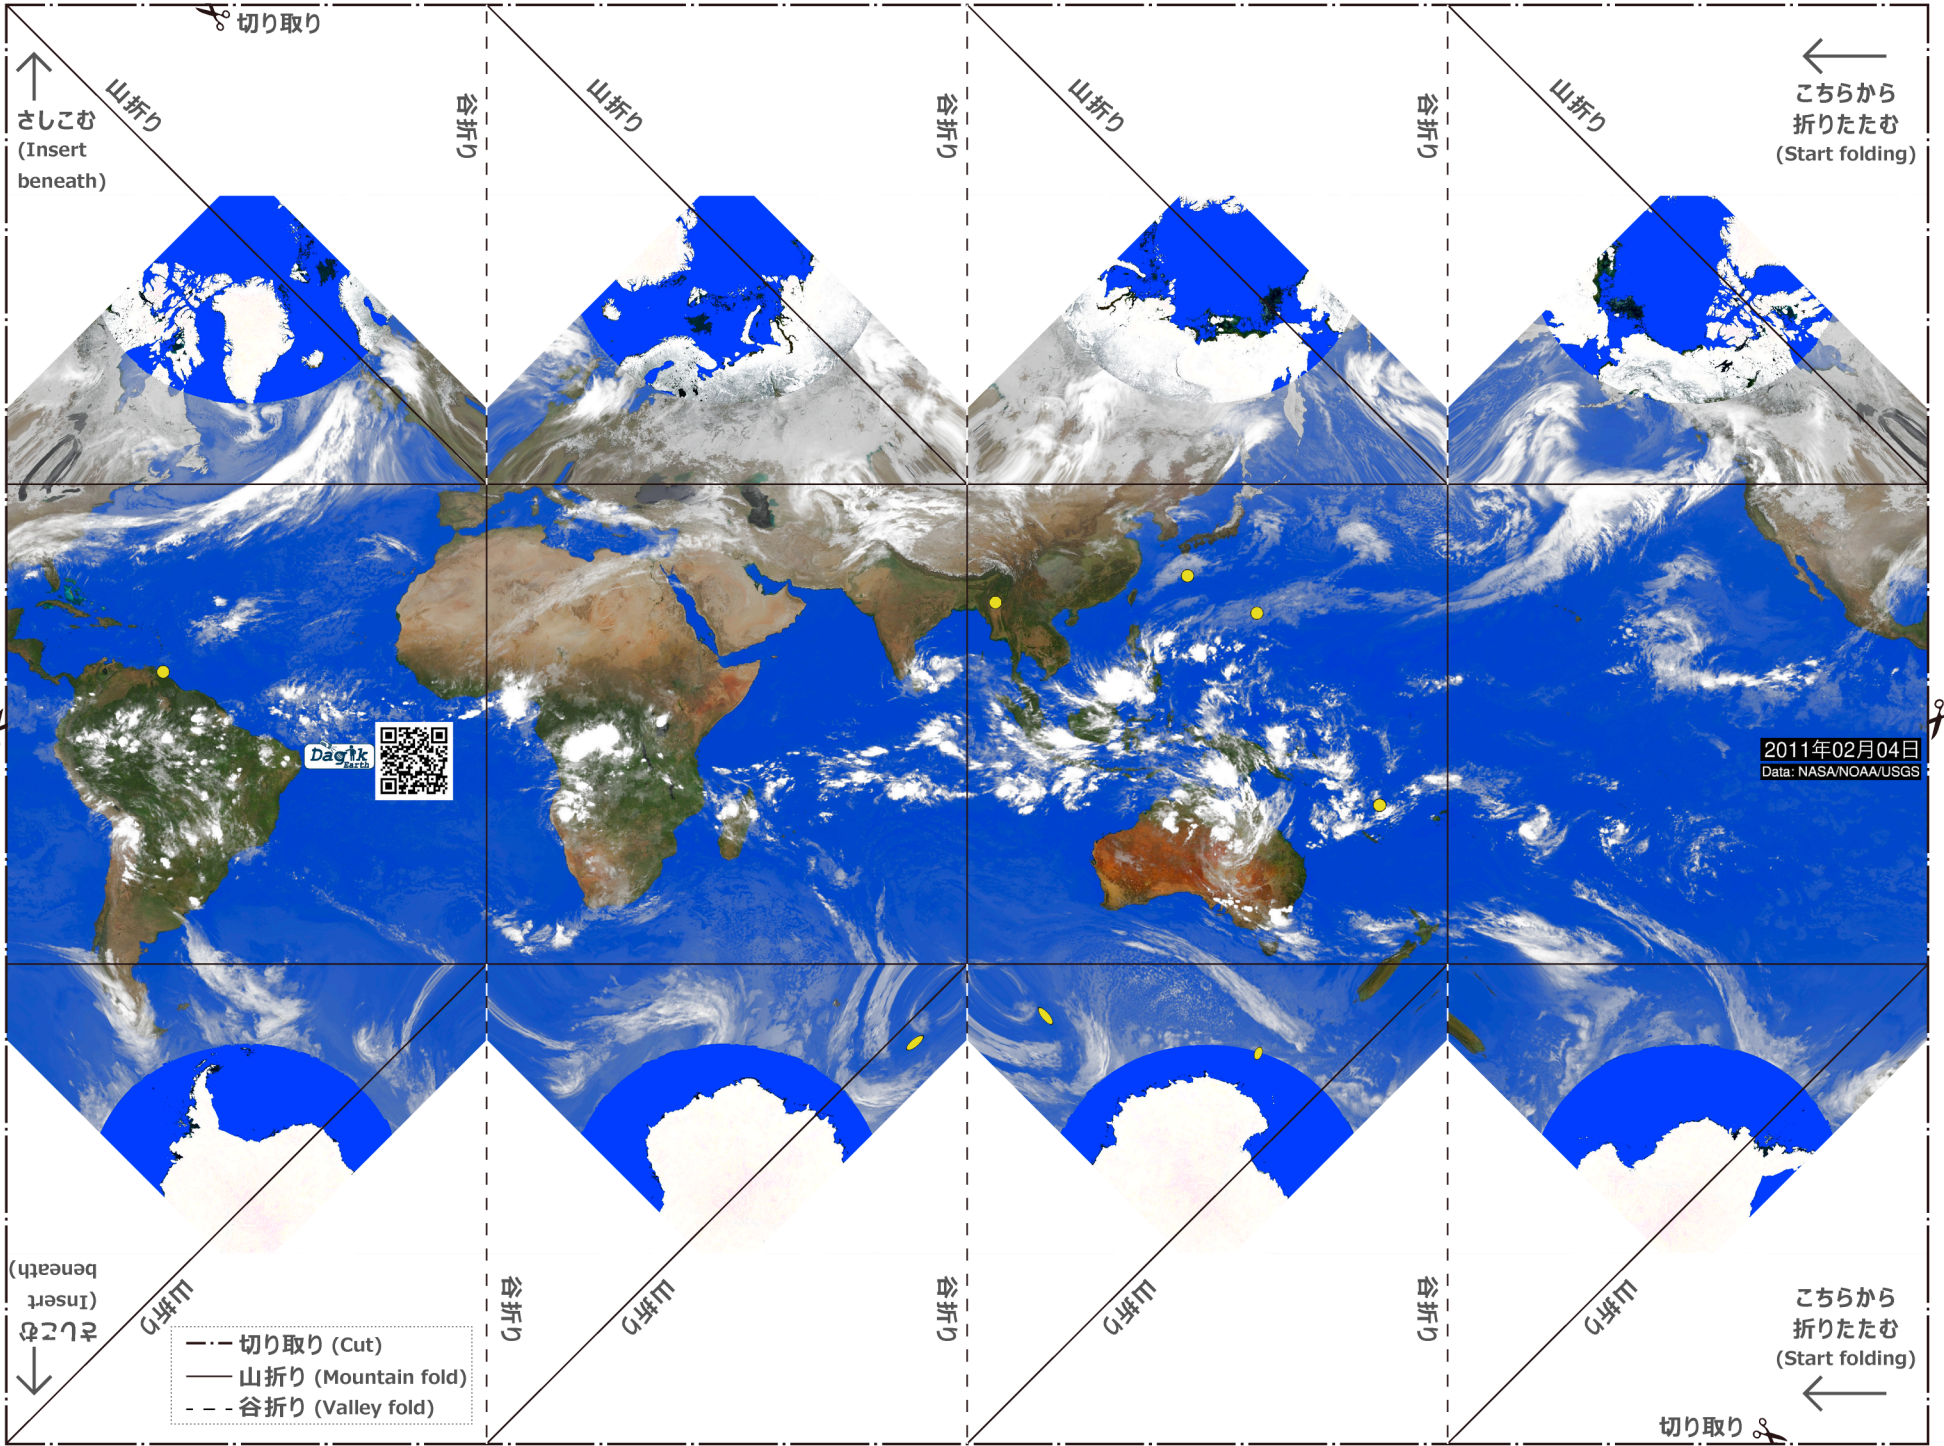 切り取り
山折り
谷折り
山折り
谷折り
山折り
谷折り
山折り
さしこむ
(Insert
beneath)
こちらから
折りたたむ
(Start folding)
Dagik
Earth
2011年02月04日
Data: NASA/NOAA/USGS
さしこむ
(Insert
beneath)
山折り
谷折り
山折り
谷折り
山折り
谷折り
山折り
こちらから
折りたたむ
(Start folding)
切り取り (Cut)
山折り (Mountain fold)
谷折り (Valley fold)
切り取り